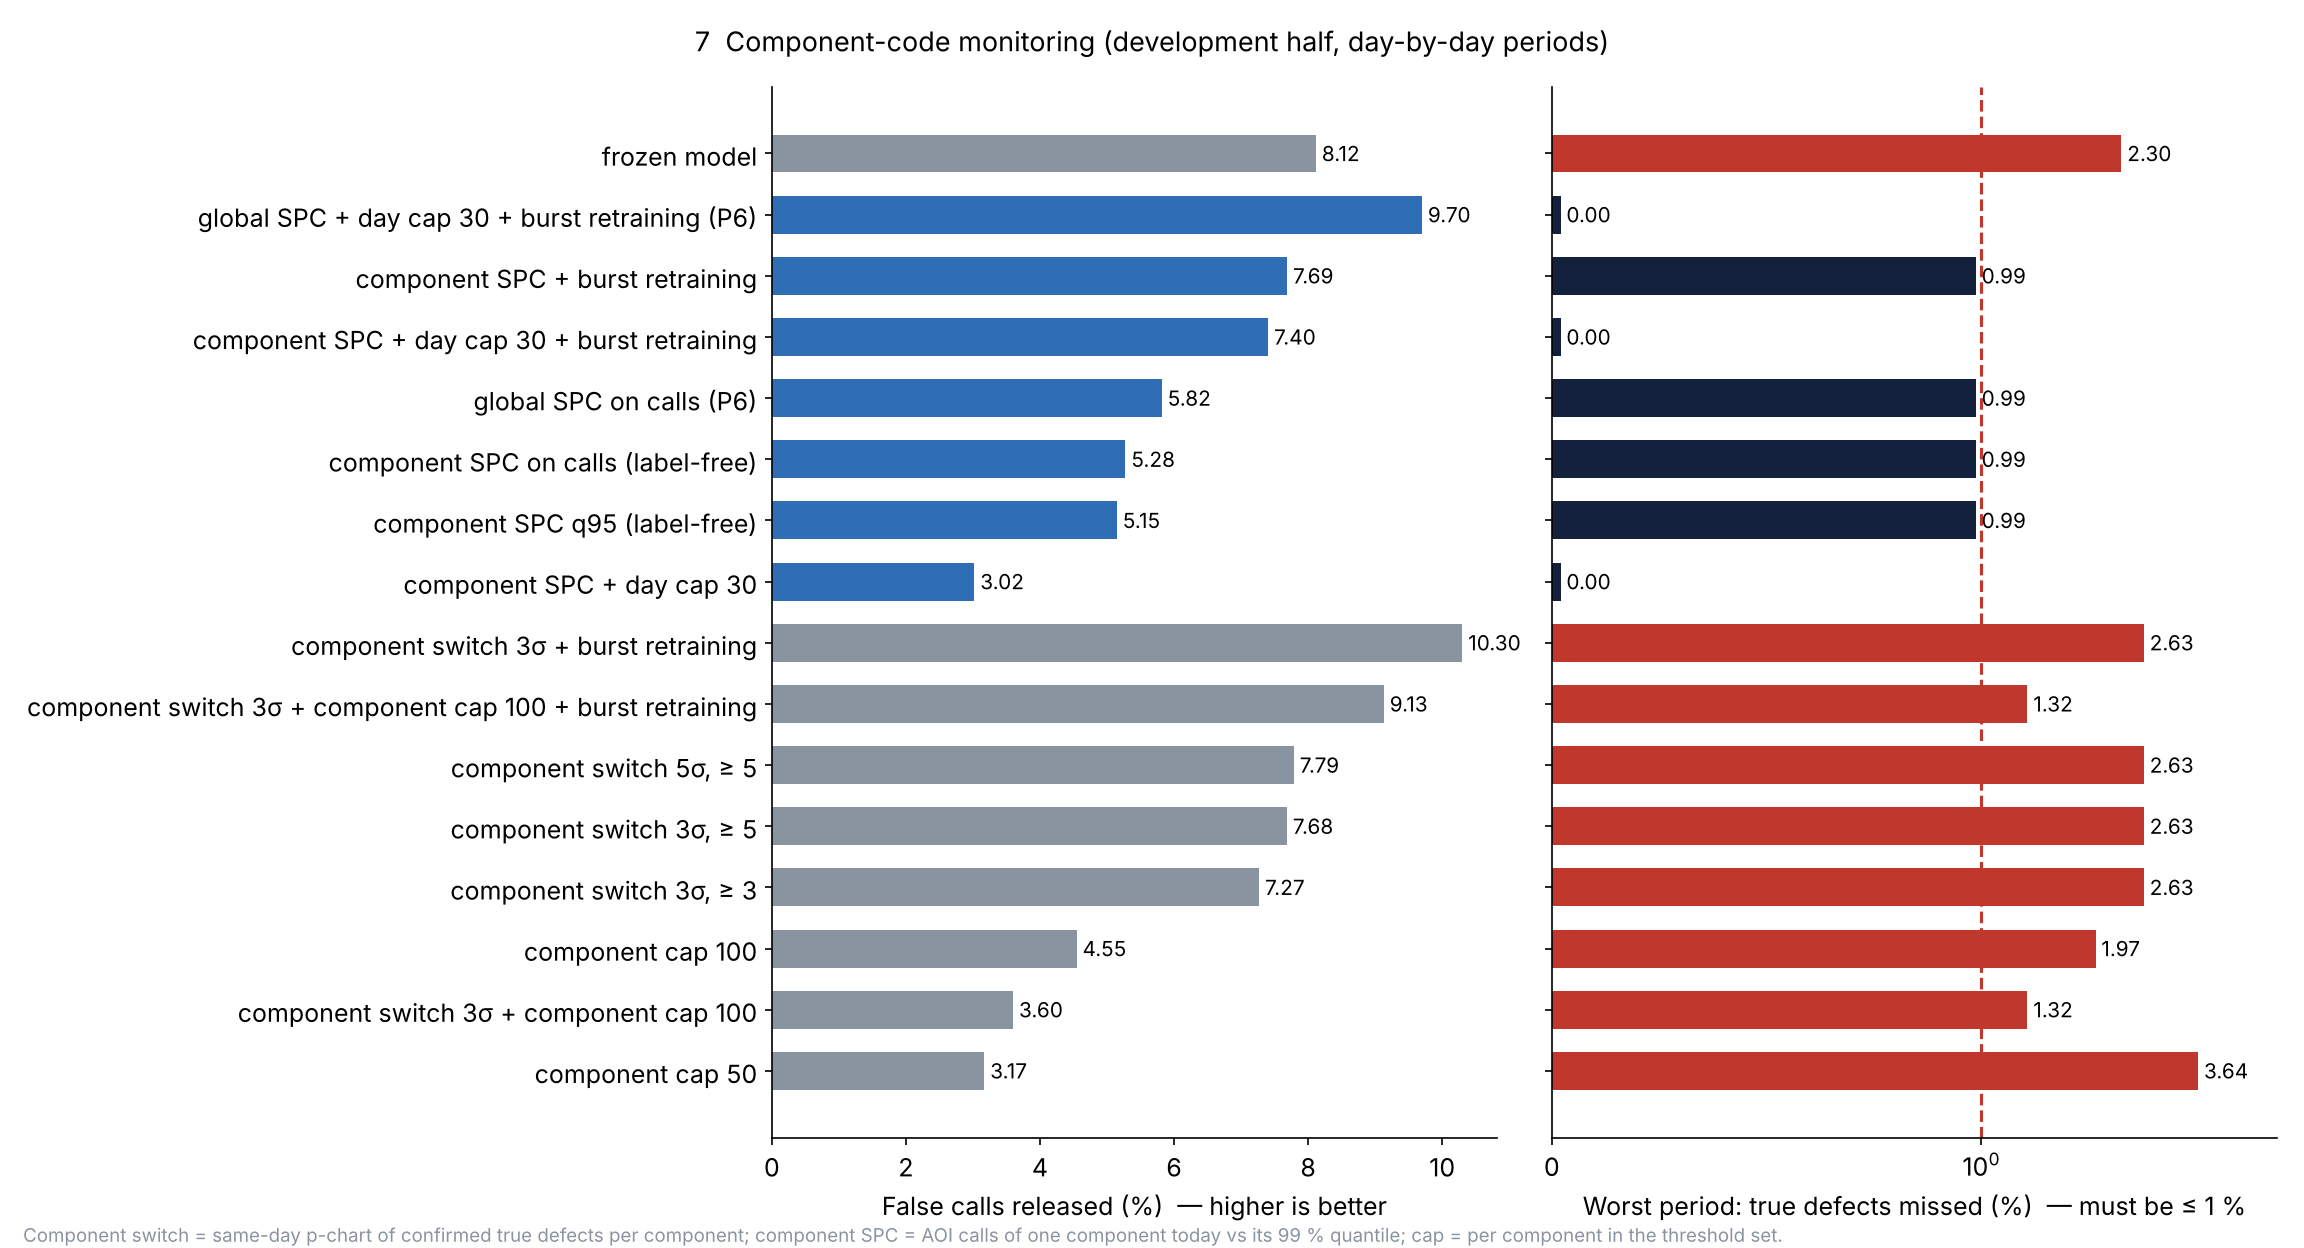 7 Component-code monitoring (development half, day-by-day periods)
frozen model 8.12 2.30
global SPC + day cap 30 + burst retraining (P6) 9.70 0.00
component SPC + burst retraining 7.69 0.99
component SPC + day cap 30 + burst retraining 7.40 0.00
global SPC on calls (P6) 5.82 0.99
component SPC on calls (label-free) 5.28 0.99
component SPC q95 (label-free) 5.15 0.99
component SPC + day cap 30 3.02 0.00
component switch 3σ + burst retraining 10.30 2.63
component switch 3σ + component cap 100 + burst retraining 9.13 1.32
component switch 5σ, ≥ 5 7.79 2.63
component switch 3σ, ≥ 5 7.68 2.63
component switch 3σ, ≥ 3 7.27 2.63
component cap 100 4.55 1.97
component switch 3σ + component cap 100 3.60 1.32
component cap 50 3.17 3.64
0 2 4 6 8 10 0 10⁰
False calls released (%) — higher is better Worst period: true defects missed (%) — must be ≤ 1 %
Component switch = same-day p-chart of confirmed true defects per component; component SPC = AOI calls of one component today vs its 99 % quantile; cap = per component in the threshold set.